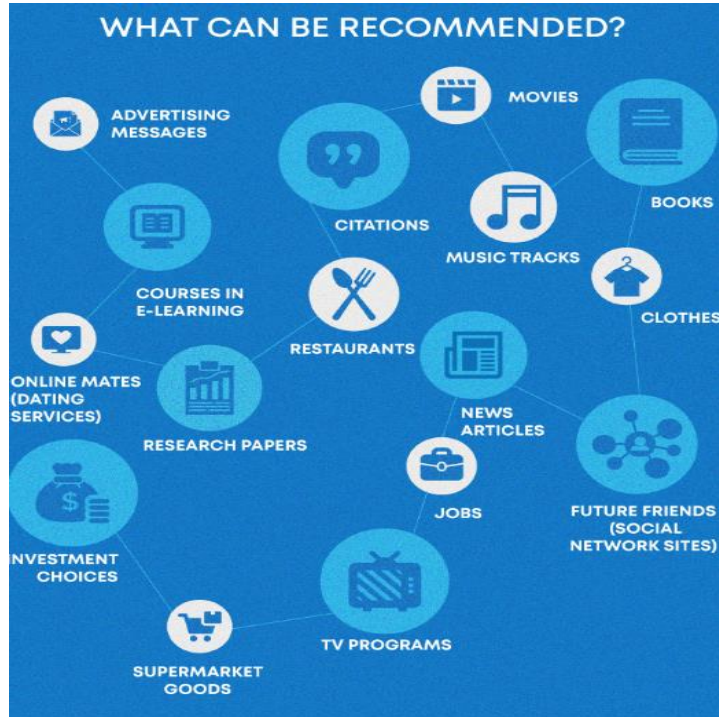 WHAT CAN BE RECOMMENDED?
ADVERTISING
MESSAGES
MOVIES
CITATIONS
BOOKS
MUSIC TRACKS
COURSES IN
E-LEARNING
CLOTHES
RESTAURANTS
ONLINE MATES
(DATING
SERVICES)
NEWS
ARTICLES
RESEARCH PAPERS
$
JOBS
FUTURE FRIENDS
(SOCIAL
NETWORK SITES)
INVESTMENT
CHOICES
TV PROGRAMS
SUPERMARKET
GOODS